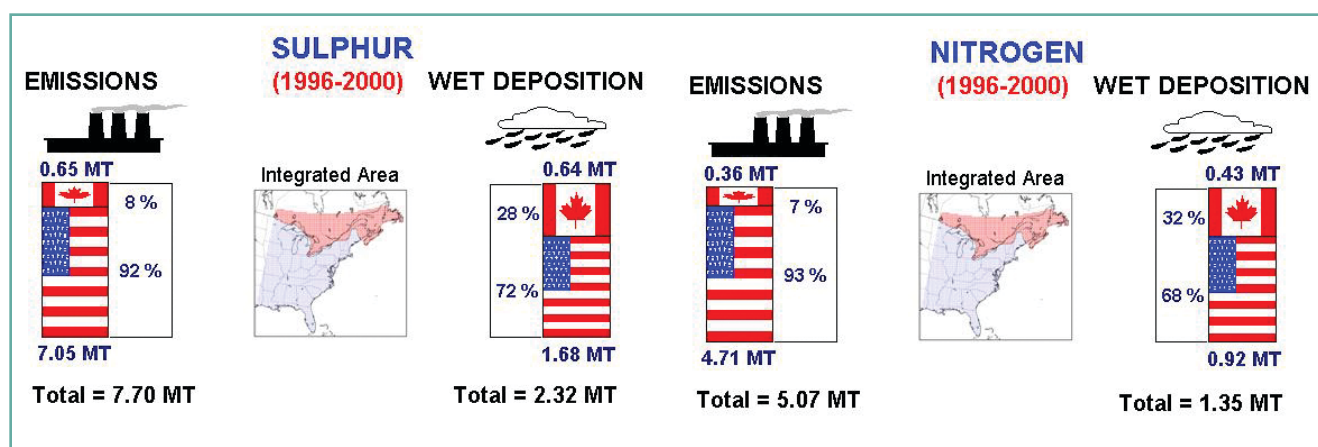 SULPHUR
(1996-2000)
EMISSIONS
WET DEPOSITION
0.65 MT
8 %
92 %
7.05 MT
Total = 7.70 MT
Integrated Area
0.64 MT
28 %
72 %
1.68 MT
Total = 2.32 MT
NITROGEN
(1996-2000)
EMISSIONS
WET DEPOSITION
0.36 MT
7 %
93 %
4.71 MT
Total = 5.07 MT
Integrated Area
0.43 MT
32 %
68 %
0.92 MT
Total = 1.35 MT